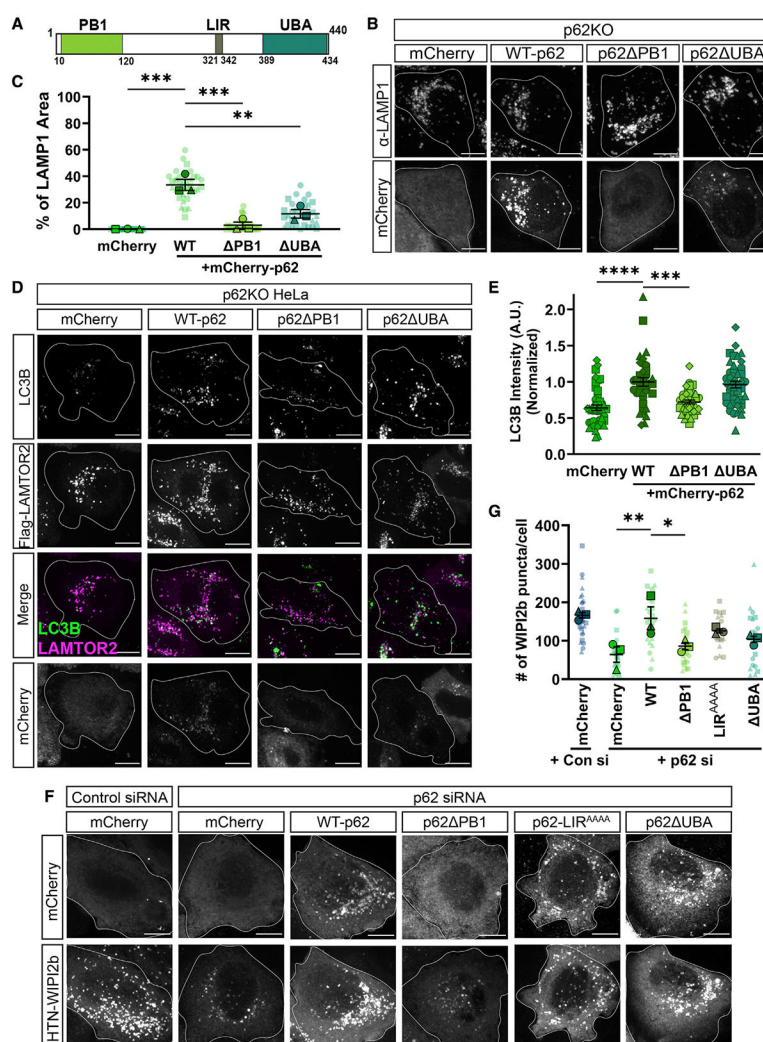 A
PB1 LIR UBA
1 440
10 120 321 342 389 434
B
p62KO
mCherry WT-p62 p62ΔPB1 p62ΔUBA
α-LAMP1
mCherry
C
*** ***
**
% of LAMP1 Area
100
80
60
40
20
0
mCherry WT ΔPB1 ΔUBA
+mCherry-p62
D
p62KO HeLa
mCherry WT-p62 p62ΔPB1 p62ΔUBA
LC3B
Flag-LAMTOR2
Merge
LC3B
LAMTOR2
mCherry
E
**** ***
LC3B Intensity (A.U.)
(Normalized)
2.0
1.5
1.0
0.5
0.0
mCherry WT ΔPB1 ΔUBA
+mCherry-p62
G
** *
# of WIPI2b puncta/cell
400
300
200
100
0
mCherry mCherry WT ΔPB1 LIRAAAA ΔUBA
+ Con si + p62 si
F
Control siRNA p62 siRNA
mCherry mCherry WT-p62 p62ΔPB1 p62-LIRAAAA p62ΔUBA
mCherry
HTN-WIPI2b